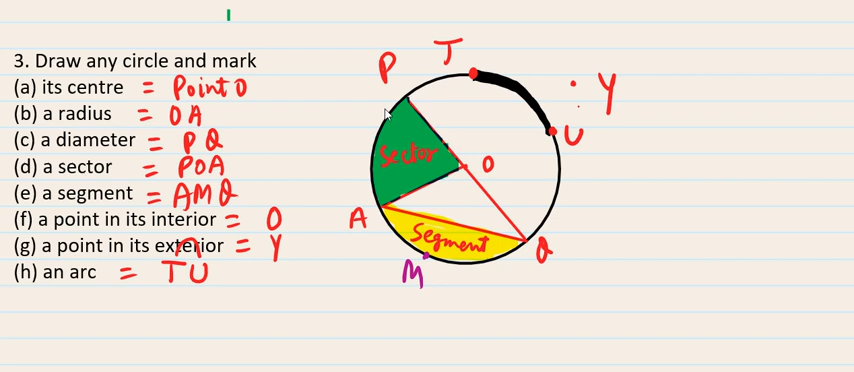 3. Draw any circle and mark
(a) its centre = Point O
(b) a radius = OA
(c) a diameter = PQ
(d) a sector = POA
(e) a segment = AMQ
(f) a point in its interior = O
(g) a point in its exterior = Y
(h) an arc = TU
P
T
Y
U
Sector
O
A
Segment
Q
M